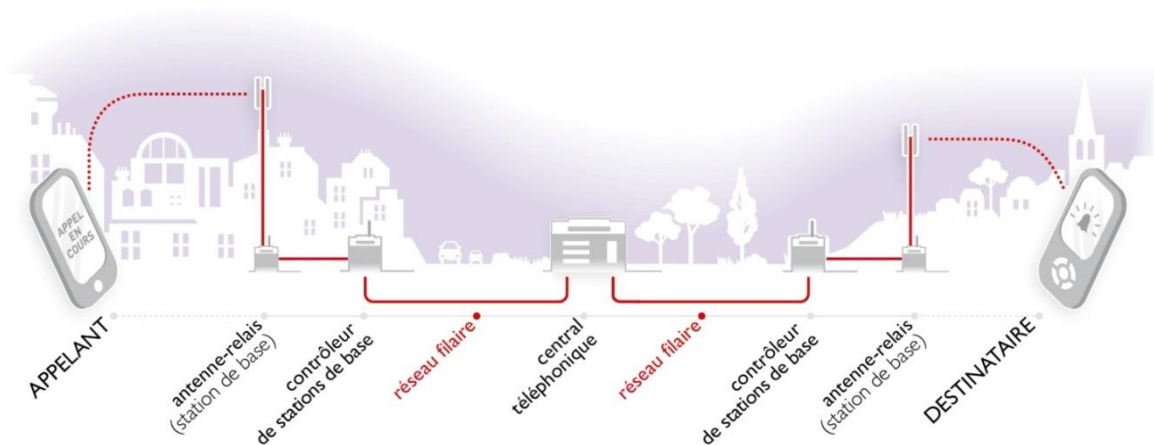 APPEL
EN
COURS
APPELANT
antenne-relais
(station de base)
contrôleur
de stations de base
réseau filaire
central
téléphonique
réseau filaire
contrôleur
de stations de base
antenne-relais
(station de base)
DESTINATAIRE